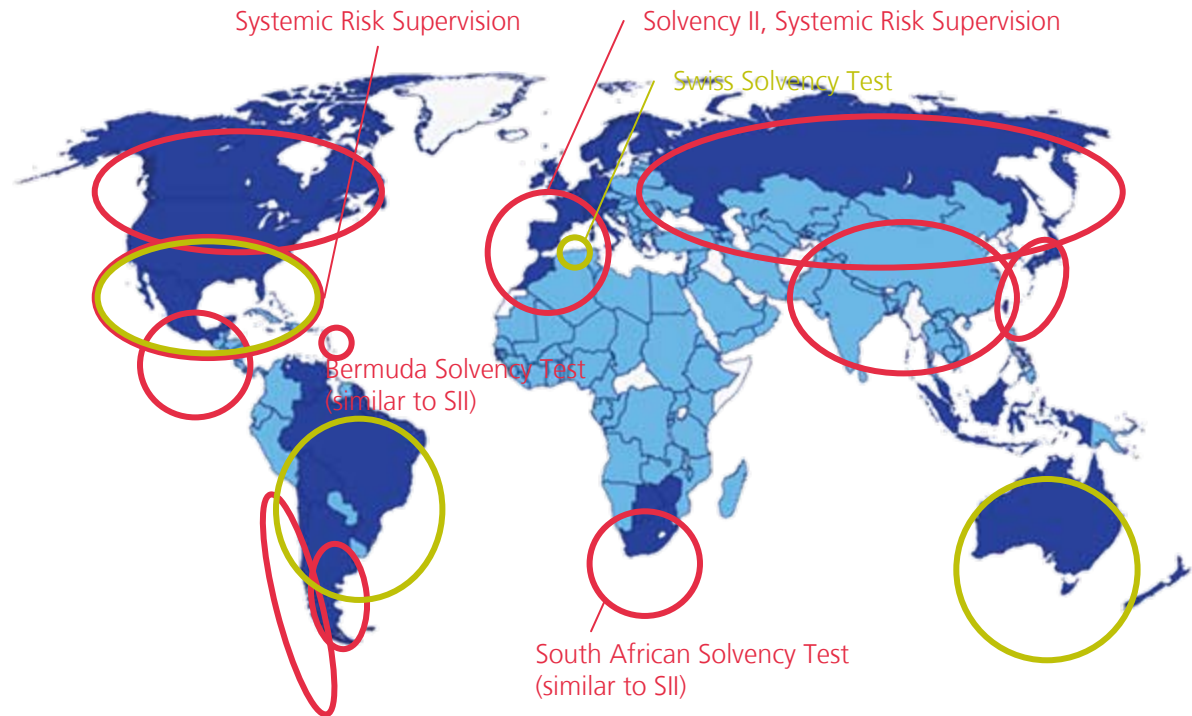 Systemic Risk Supervision
Solvency II, Systemic Risk Supervision
Swiss Solvency Test
Bermuda Solvency Test
(similar to SII)
South African Solvency Test
(similar to SII)